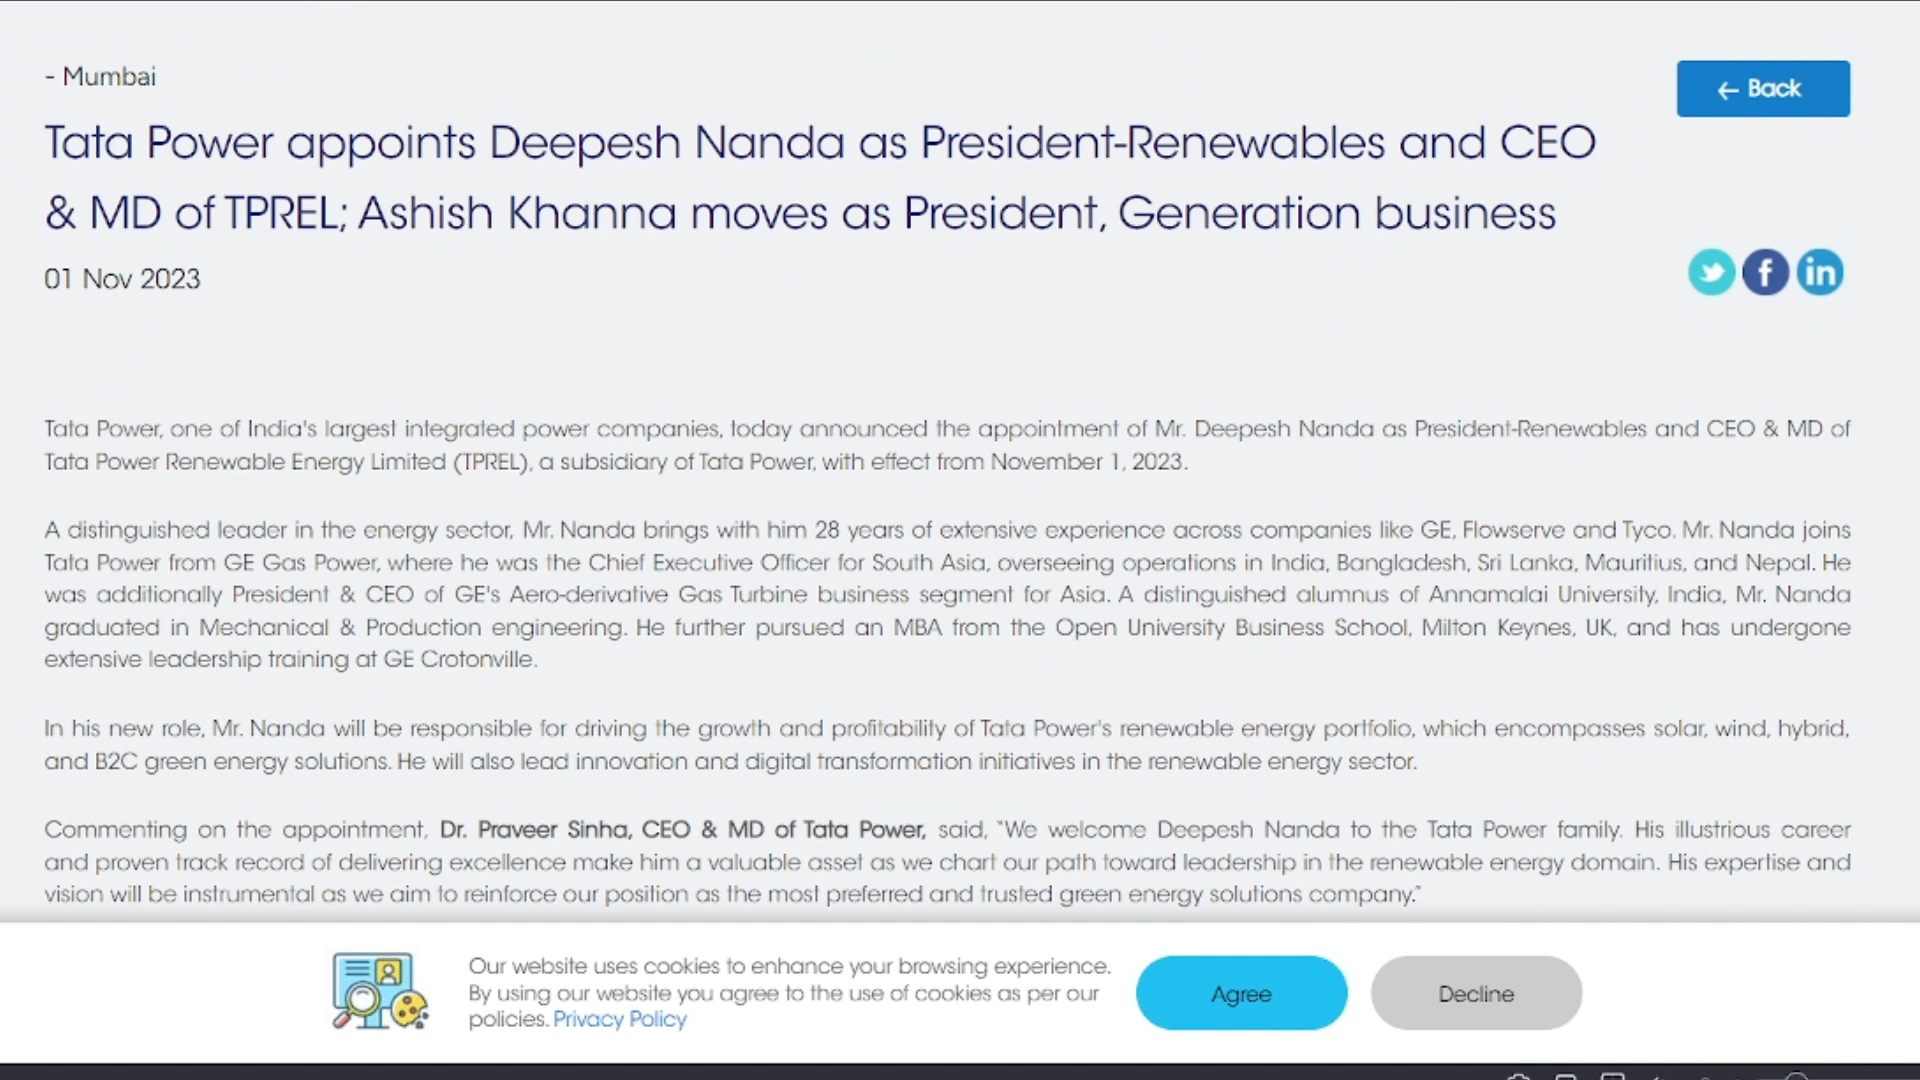 - Mumbai
← Back
Tata Power appoints Deepesh Nanda as President-Renewables and CEO
& MD of TPREL; Ashish Khanna moves as President, Generation business
01 Nov 2023
Tata Power, one of India's largest integrated power companies, today announced the appointment of Mr. Deepesh Nanda as President-Renewables and CEO & MD of
Tata Power Renewable Energy Limited (TPREL), a subsidiary of Tata Power, with effect from November 1, 2023.
A distinguished leader in the energy sector, Mr. Nanda brings with him 28 years of extensive experience across companies like GE, Flowserve and Tyco. Mr. Nanda joins
Tata Power from GE Gas Power, where he was the Chief Executive Officer for South Asia, overseeing operations in India, Bangladesh, Sri Lanka, Mauritius, and Nepal. He
was additionally President & CEO of GE's Aero-derivative Gas Turbine business segment for Asia. A distinguished alumnus of Annamalai University, India, Mr. Nanda
graduated in Mechanical & Production engineering. He further pursued an MBA from the Open University Business School, Milton Keynes, UK, and has undergone
extensive leadership training at GE Crotonville.
In his new role, Mr. Nanda will be responsible for driving the growth and profitability of Tata Power's renewable energy portfolio, which encompasses solar, wind, hybrid,
and B2C green energy solutions. He will also lead innovation and digital transformation initiatives in the renewable energy sector.
Commenting on the appointment, Dr. Praveer Sinha, CEO & MD of Tata Power, said, “We welcome Deepesh Nanda to the Tata Power family. His illustrious career
and proven track record of delivering excellence make him a valuable asset as we chart our path toward leadership in the renewable energy domain. His expertise and
vision will be instrumental as we aim to reinforce our position as the most preferred and trusted green energy solutions company.”
Our website uses cookies to enhance your browsing experience.
By using our website you agree to the use of cookies as per our
policies. Privacy Policy
Agree
Decline